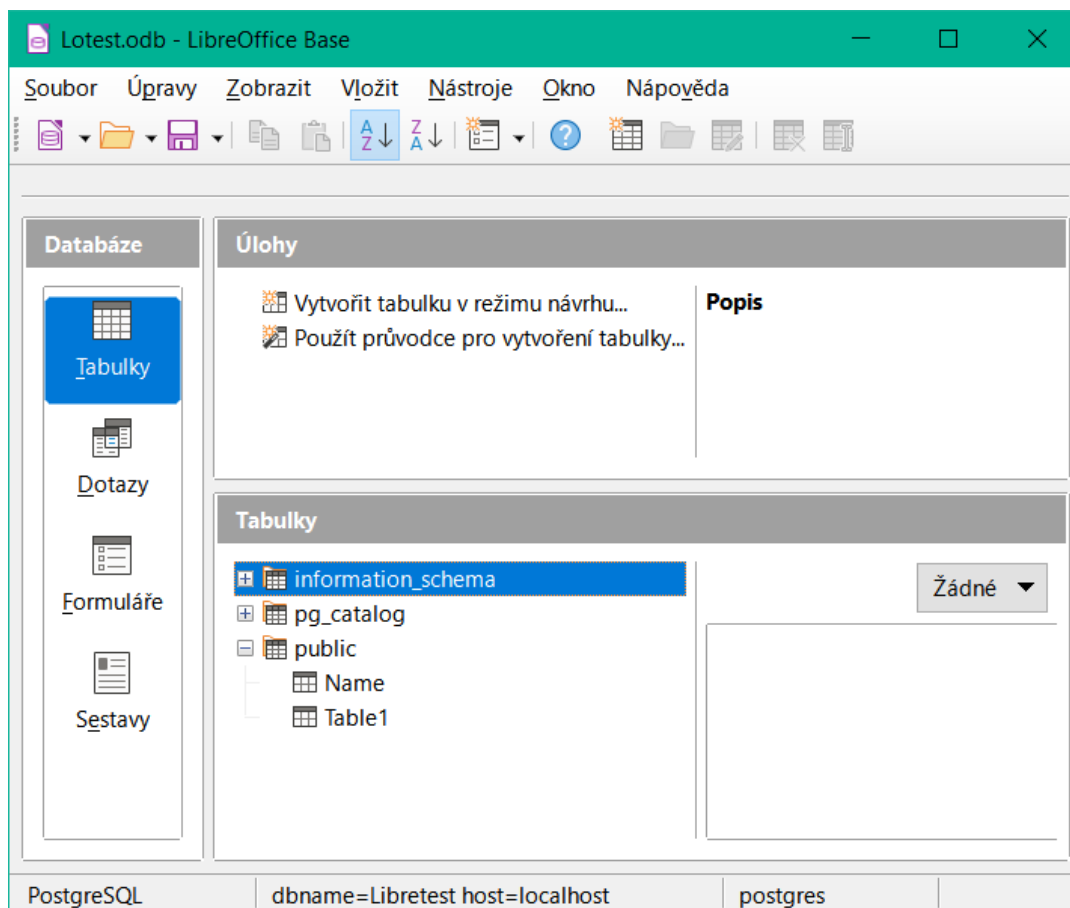 Lotest.odb - LibreOffice Base
Soubor Úpravy Zobrazit Vložit Nástroje Okno Nápověda
Databáze
Tabulky
Dotazy
Formuláře
Sestavy
Úlohy
Vytvořit tabulku v režimu návrhu...
Použít průvodce pro vytvoření tabulky...
Popis
Tabulky
information_schema
pg_catalog
public
Name
Table1
Žádné
PostgreSQL dbname=Libretest host=localhost postgres